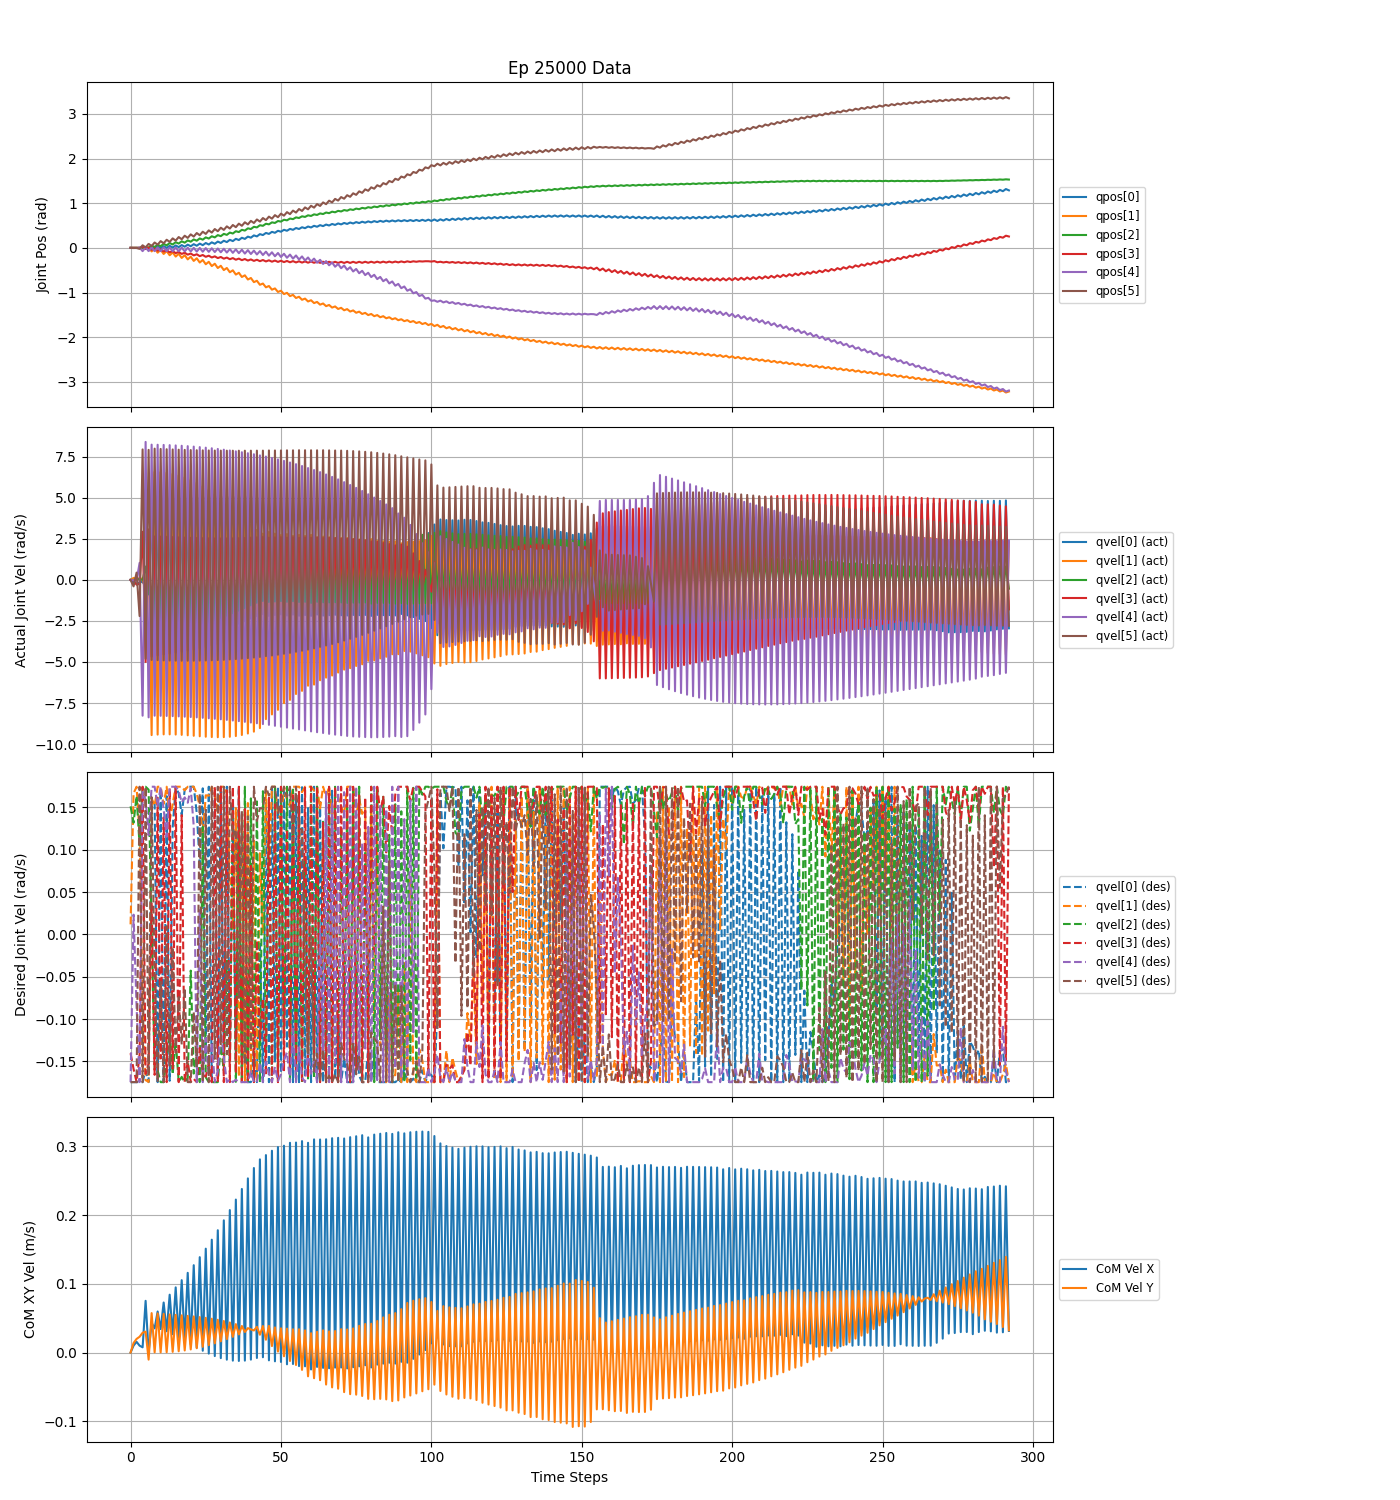 Ep 25000 Data
Joint Pos (rad)
3
2
1
0
−1
−2
−3
qpos[0]
qpos[1]
qpos[2]
qpos[3]
qpos[4]
qpos[5]
Actual Joint Vel (rad/s)
7.5
5.0
2.5
0.0
−2.5
−5.0
−7.5
−10.0
qvel[0] (act)
qvel[1] (act)
qvel[2] (act)
qvel[3] (act)
qvel[4] (act)
qvel[5] (act)
Desired Joint Vel (rad/s)
0.15
0.10
0.05
0.00
−0.05
−0.10
−0.15
qvel[0] (des)
qvel[1] (des)
qvel[2] (des)
qvel[3] (des)
qvel[4] (des)
qvel[5] (des)
CoM XY Vel (m/s)
0.3
0.2
0.1
0.0
−0.1
CoM Vel X
CoM Vel Y
0 50 100 150 200 250 300
Time Steps